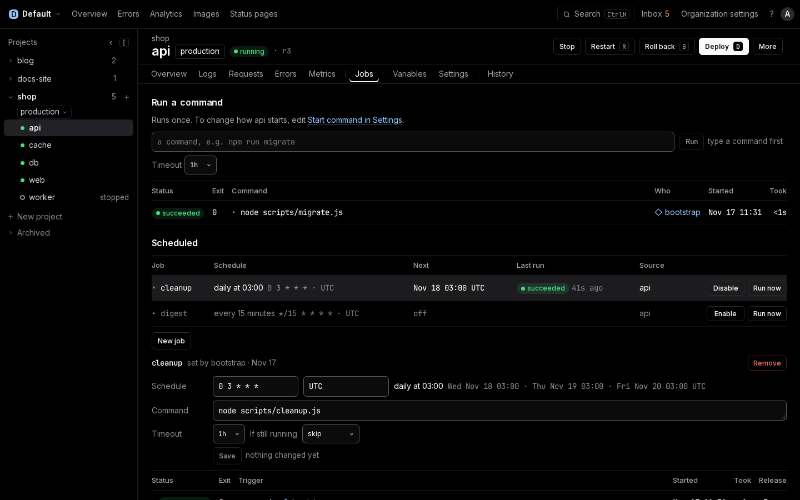 D Default Overview Errors Analytics Images Status pages Search Ctrl K Inbox 5 Organization settings ? A
Projects
blog 2
docs-site 1
shop 5 +
production
api
cache
db
web
worker stopped
+ New project
Archived
shop
api production running · r3
Stop Restart R Roll back B Deploy D More
Overview Logs Requests Errors Metrics Jobs Variables Settings History
Run a command
Runs once. To change how api starts, edit Start command in Settings.
a command, e.g. npm run migrate Run type a command first
Timeout 1h
Status Exit Command Who Started Took
succeeded 0 node scripts/migrate.js bootstrap Nov 17 11:31 <1s
Scheduled
Job Schedule Next Last run Source
cleanup daily at 03:00 0 3 * * * · UTC Nov 18 03:00 UTC succeeded 41s ago api Disable Run now
digest every 15 minutes */15 * * * * · UTC off api Enable Run now
New job
cleanup set by bootstrap · Nov 17 Remove
Schedule 0 3 * * * UTC daily at 03:00 Wed Nov 18 03:00 · Thu Nov 19 03:00 · Fri Nov 20 03:00 UTC
Command node scripts/cleanup.js
Timeout 1h If still running skip
Save nothing changed yet
Status Exit Trigger Started Took Release